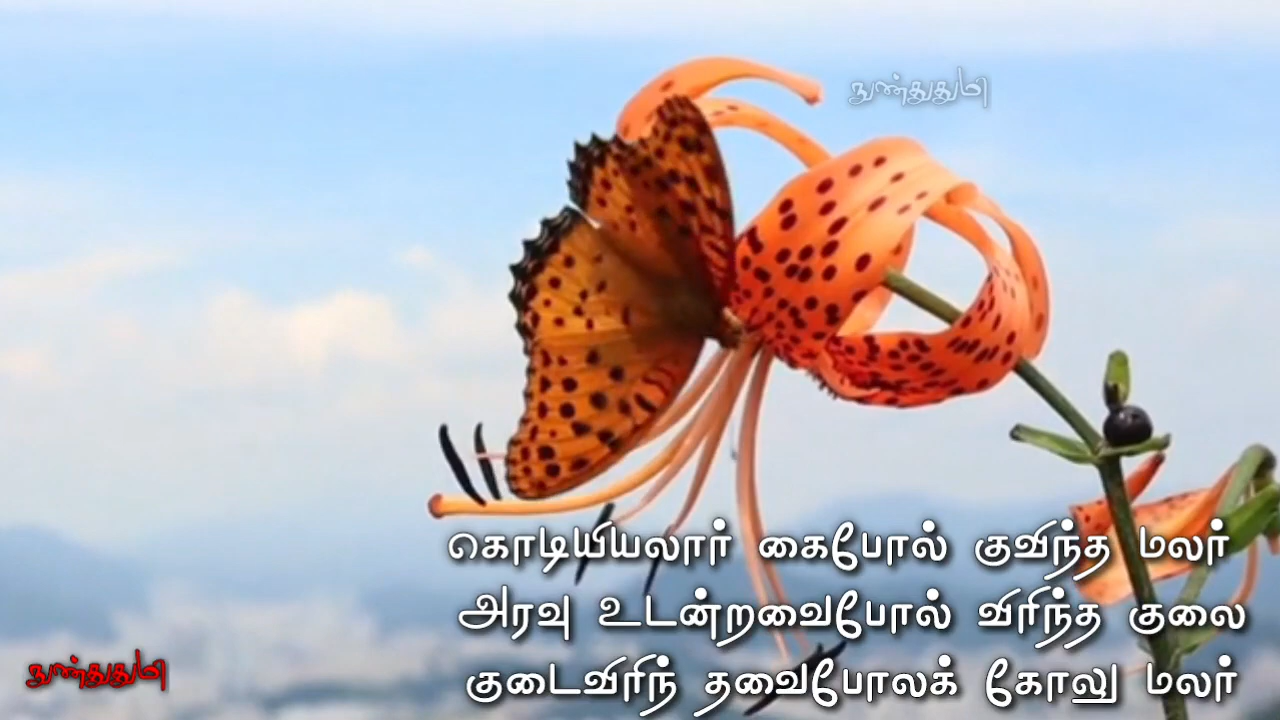 நுண்துதும்பி
கொடியியலார் கைபோல் குவிந்த மலர்
அரவு உடன்றவைபோல் விரிந்த குலை
குடைவிரிந் தவைபோலக் கோலு மலர்